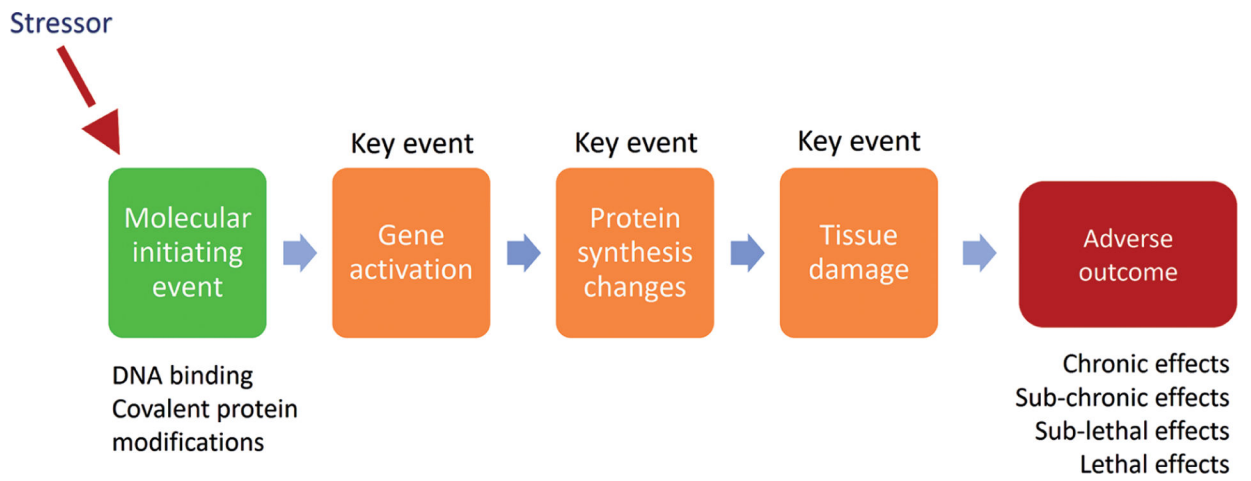 Stressor
Key event
Key event
Key event
Molecular
initiating
event
Gene
activation
Protein
synthesis
changes
Tissue
damage
Adverse
outcome
DNA binding
Covalent protein
modifications
Chronic effects
Sub-chronic effects
Sub-lethal effects
Lethal effects